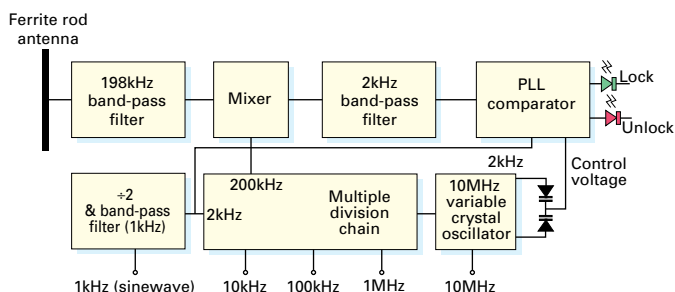 Ferrite rod
antenna
198kHz
band-pass
filter
Mixer
2kHz
band-pass
filter
PLL
comparator
Lock
Unlock
2kHz
Control
voltage
÷2
& band-pass
filter (1kHz)
2kHz
200kHz
Multiple
division
chain
10MHz
variable
crystal
oscillator
1kHz (sinewave)
10kHz
100kHz
1MHz
10MHz